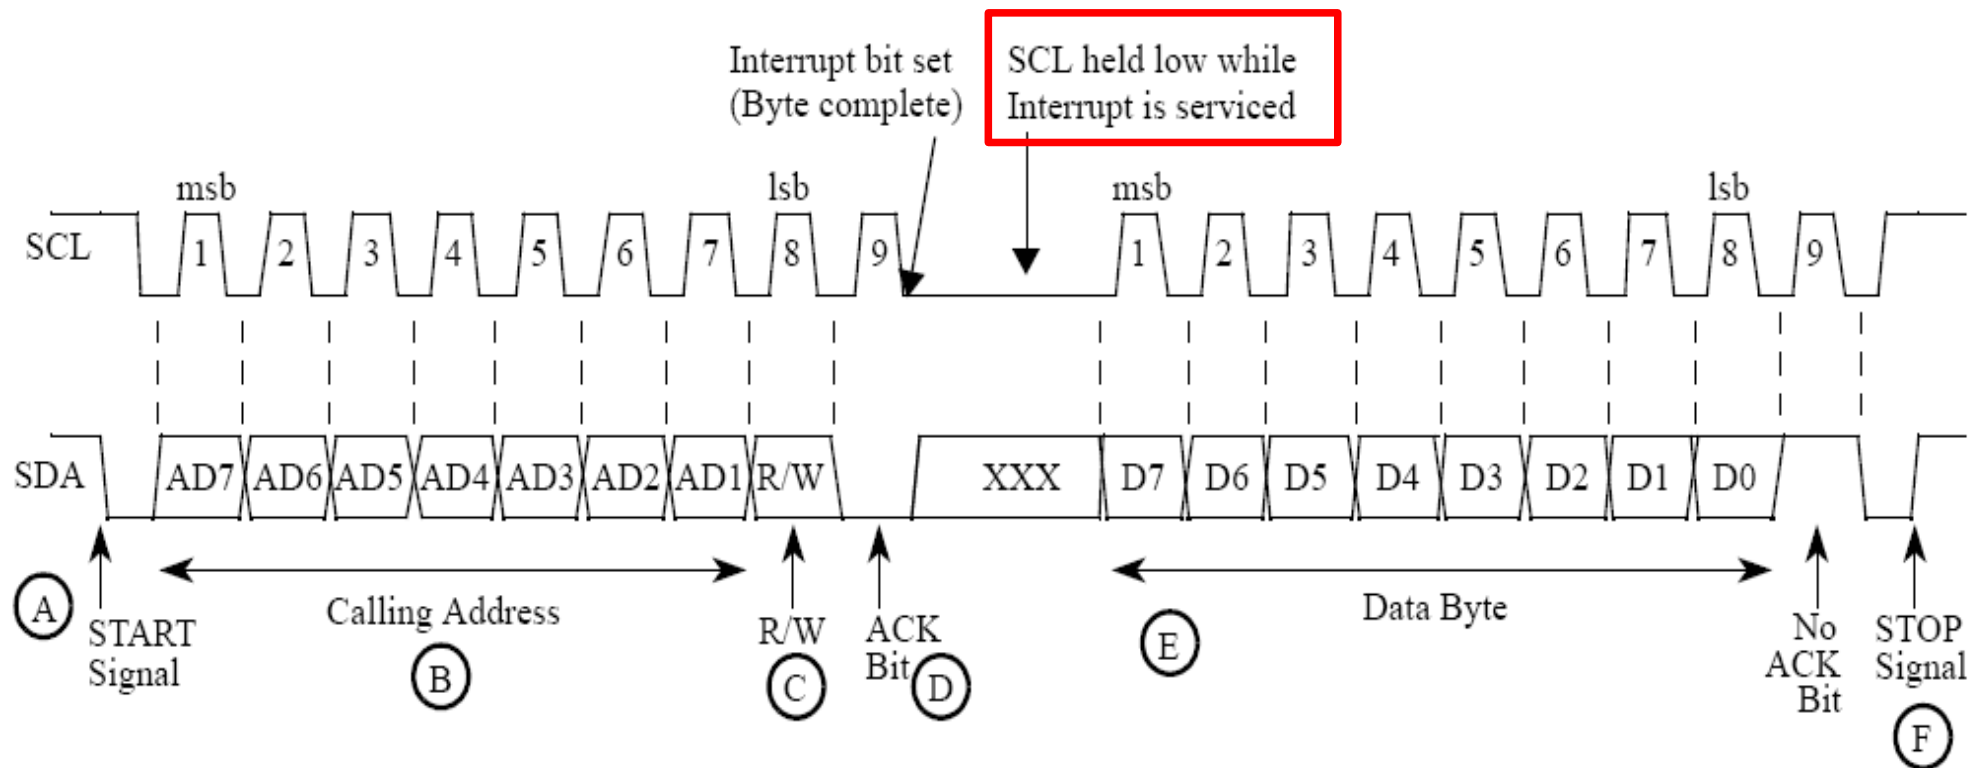 Interrupt bit set
(Byte complete)
SCL held low while
Interrupt is serviced
msb
lsb
msb
lsb
SCL
1 2 3 4 5 6 7 8 9
1 2 3 4 5 6 7 8 9
SDA
AD7 AD6 AD5 AD4 AD3 AD2 AD1 R/W
XXX
D7 D6 D5 D4 D3 D2 D1 D0
A
START
Signal
Calling Address
B
R/W
C
ACK
Bit
D
E
Data Byte
No
ACK
Bit
STOP
Signal
F